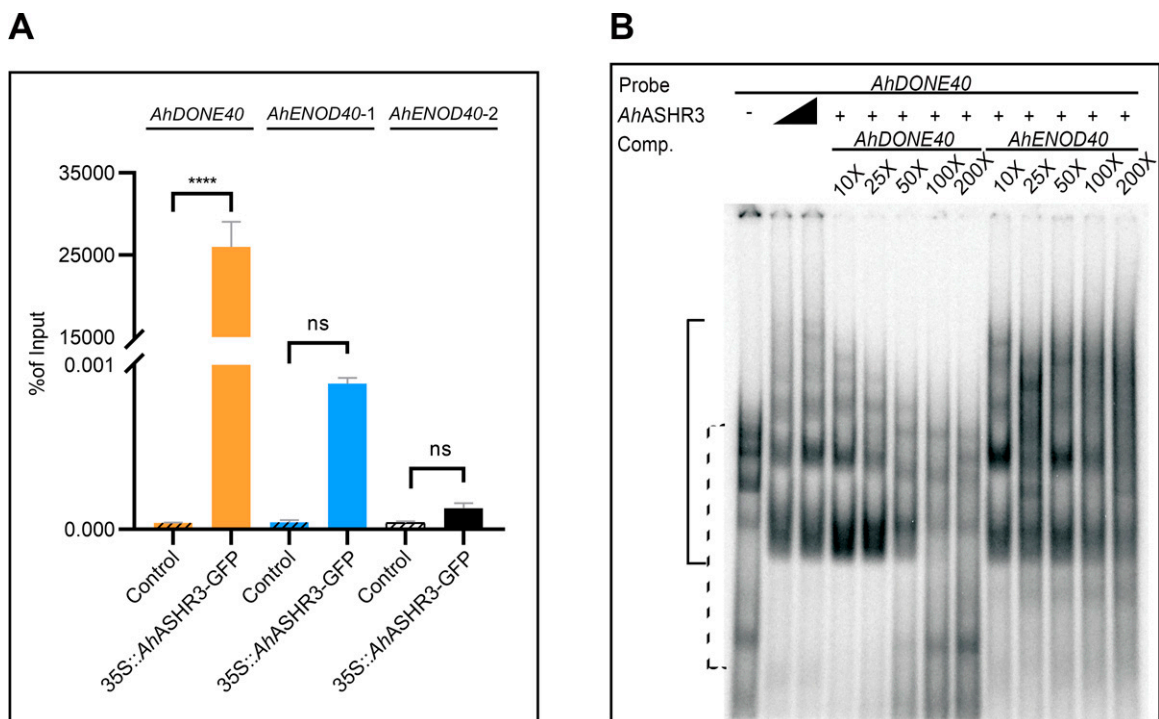 A
AhDONE40 AhENOD40-1 AhENOD40-2
35000
****
25000
15000
ns
0.001
ns
0.000
%of Input
Control
35S::AhASHR3-GFP
Control
35S::AhASHR3-GFP
Control
35S::AhASHR3-GFP
B
Probe AhDONE40
AhASHR3 - + + + + + + + + + +
Comp. AhDONE40 AhENOD40
10X 25X 50X 100X 200X 10X 25X 50X 100X 200X